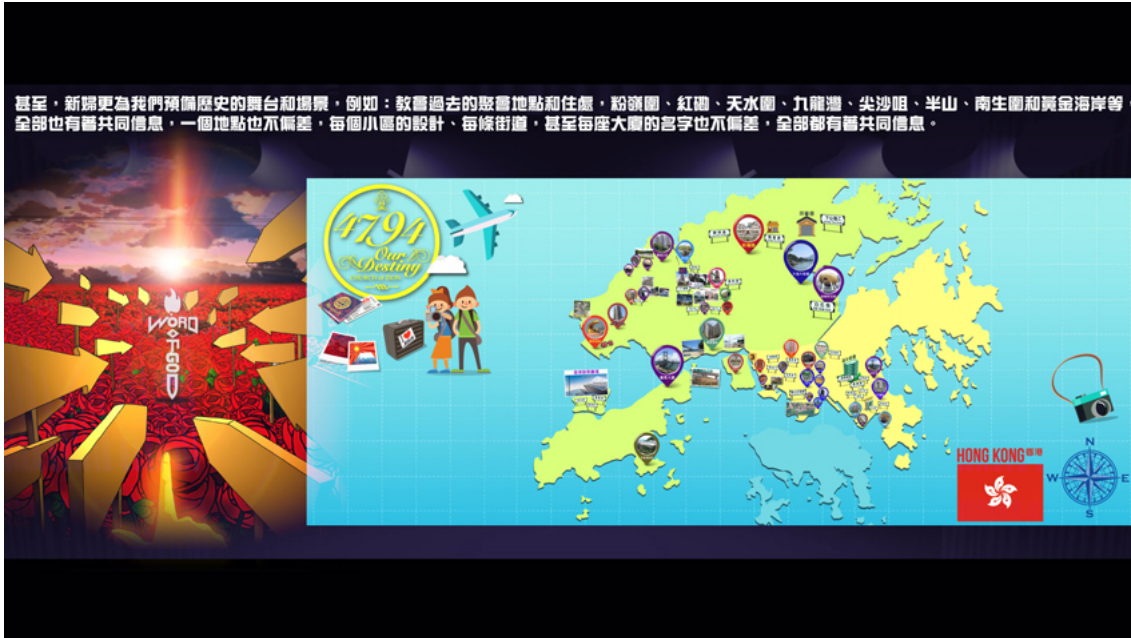 甚至，新婦更為我們預備歷史的舞台和場景，例如：教會過去的聚會地點和住處，粉嶺圍、紅磡、天水圍、九龍灣、尖沙咀、半山、南生圍和黃金海岸等，
全部也有著共同信息，一個地點也不偏差，每個小區的設計、每條街道，甚至每座大廈的名字也不偏差，全部都有著共同信息。
4794
Our
Destiny
CHURCH OF ZION
WORD
OF GOD
HONG KONG 香港
N
W
E
S